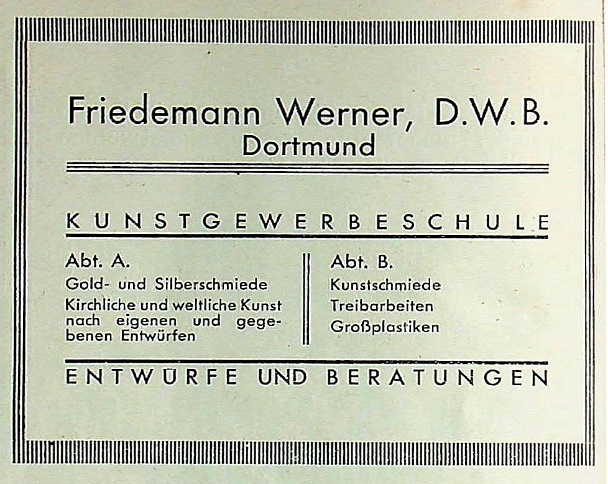 Friedemann Werner, D.W.B.
Dortmund
KUNSTGEWERBESCHULE
Abt. A.
Gold- und Silberschmiede
Kirchliche und weltliche Kunst
nach eigenen und gege-
benen Entwürfen
Abt. B.
Kunstschmiede
Treibarbeiten
Großplastiken
ENTWÜRFE UND BERATUNGEN